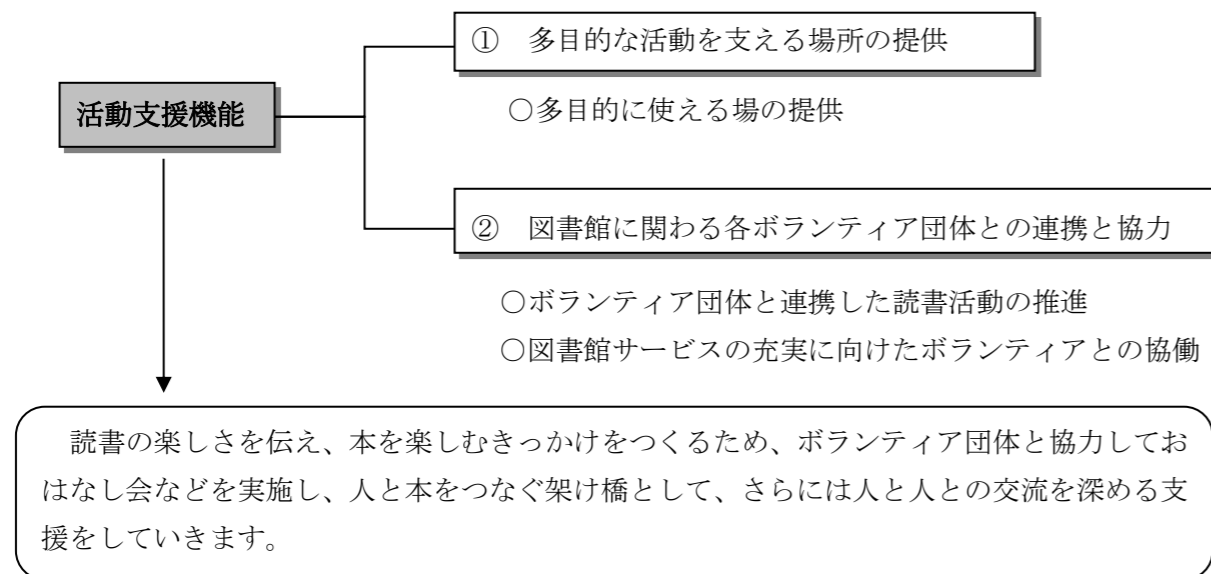 ① 多目的な活動を支える場所の提供
活動支援機能
○多目的に使える場の提供
② 図書館に関わる各ボランティア団体との連携と協力
○ボランティア団体と連携した読書活動の推進
○図書館サービスの充実に向けたボランティアとの協働
読書の楽しさを伝え、本を楽しむきっかけをつくるため、ボランティア団体と協力してお
はなし会などを実施し、人と本をつなぐ架け橋として、さらには人と人との交流を深める支
援をしていきます。